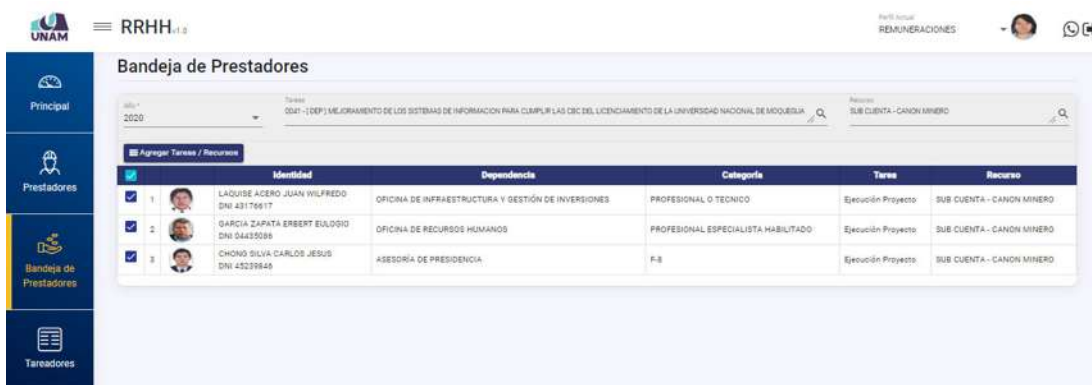 UNAM
RRHH v1.0
Perfil Actual
REMUNERACIONES
Principal
Prestadores
Bandeja de
Prestadores
Tareadores
Bandeja de Prestadores
Año *
2020
Tareas
0041 - [ DEP ] MEJORAMIENTO DE LOS SISTEMAS DE INFORMACION PARA CUMPLIR LAS CBC DEL LICENCIAMIENTO DE LA UNIVERSIDAD NACIONAL DE MOQUEGUA
Recurso
SUB CUENTA - CANON MINERO
Agregar Tareas / Recursos
Identidad Dependencia Categoría Tarea Recurso
1 LAQUISE ACERO JUAN WILFREDO
DNI 43176617 OFICINA DE INFRAESTRUCTURA Y GESTIÓN DE INVERSIONES PROFESIONAL O TECNICO Ejecución Proyecto SUB CUENTA - CANON MINERO
2 GARCIA ZAPATA ERBERT EULOGIO
DNI 04435086 OFICINA DE RECURSOS HUMANOS PROFESIONAL ESPECIALISTA HABILITADO Ejecución Proyecto SUB CUENTA - CANON MINERO
3 CHONG SILVA CARLOS JESUS
DNI 45239846 ASESORÍA DE PRESIDENCIA F-8 Ejecución Proyecto SUB CUENTA - CANON MINERO